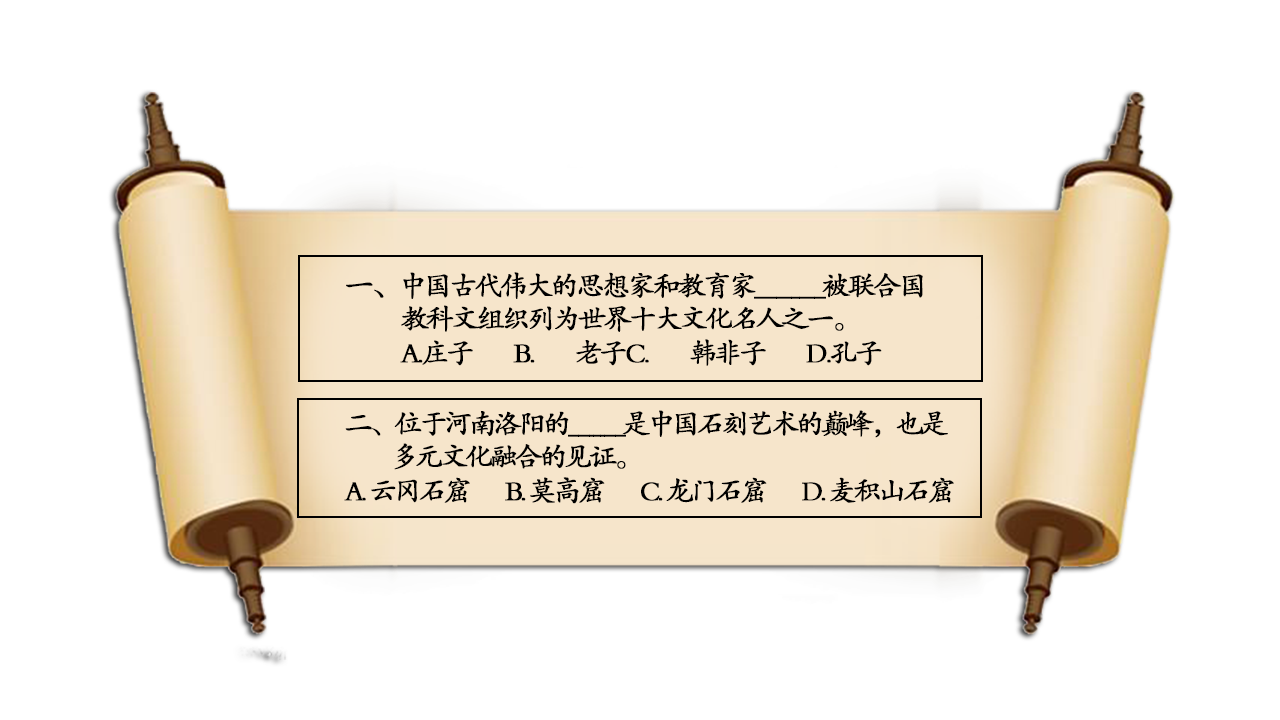 一、中国古代伟大的思想家和教育家_____被联合国
教科文组织列为世界十大文化名人之一。
A.庄子 B. 老子C. 韩非子 D.孔子
二、位于河南洛阳的____是中国石刻艺术的巅峰，也是
多元文化融合的见证。
A.云冈石窟 B.莫高窟 C.龙门石窟 D.麦积山石窟